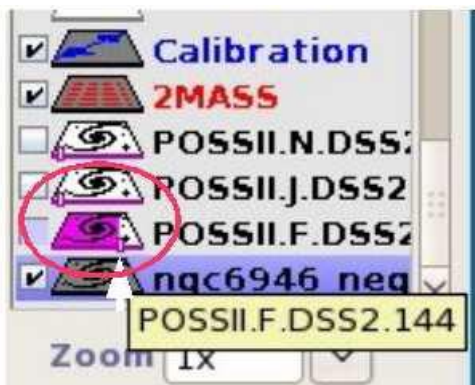 Calibration
2MASS
POSSII.N.DSS2
POSSII.J.DSS2
POSSII.F.DSS2
ngc6946 neg
POSSII.F.DSS2.144
Zoom 1x